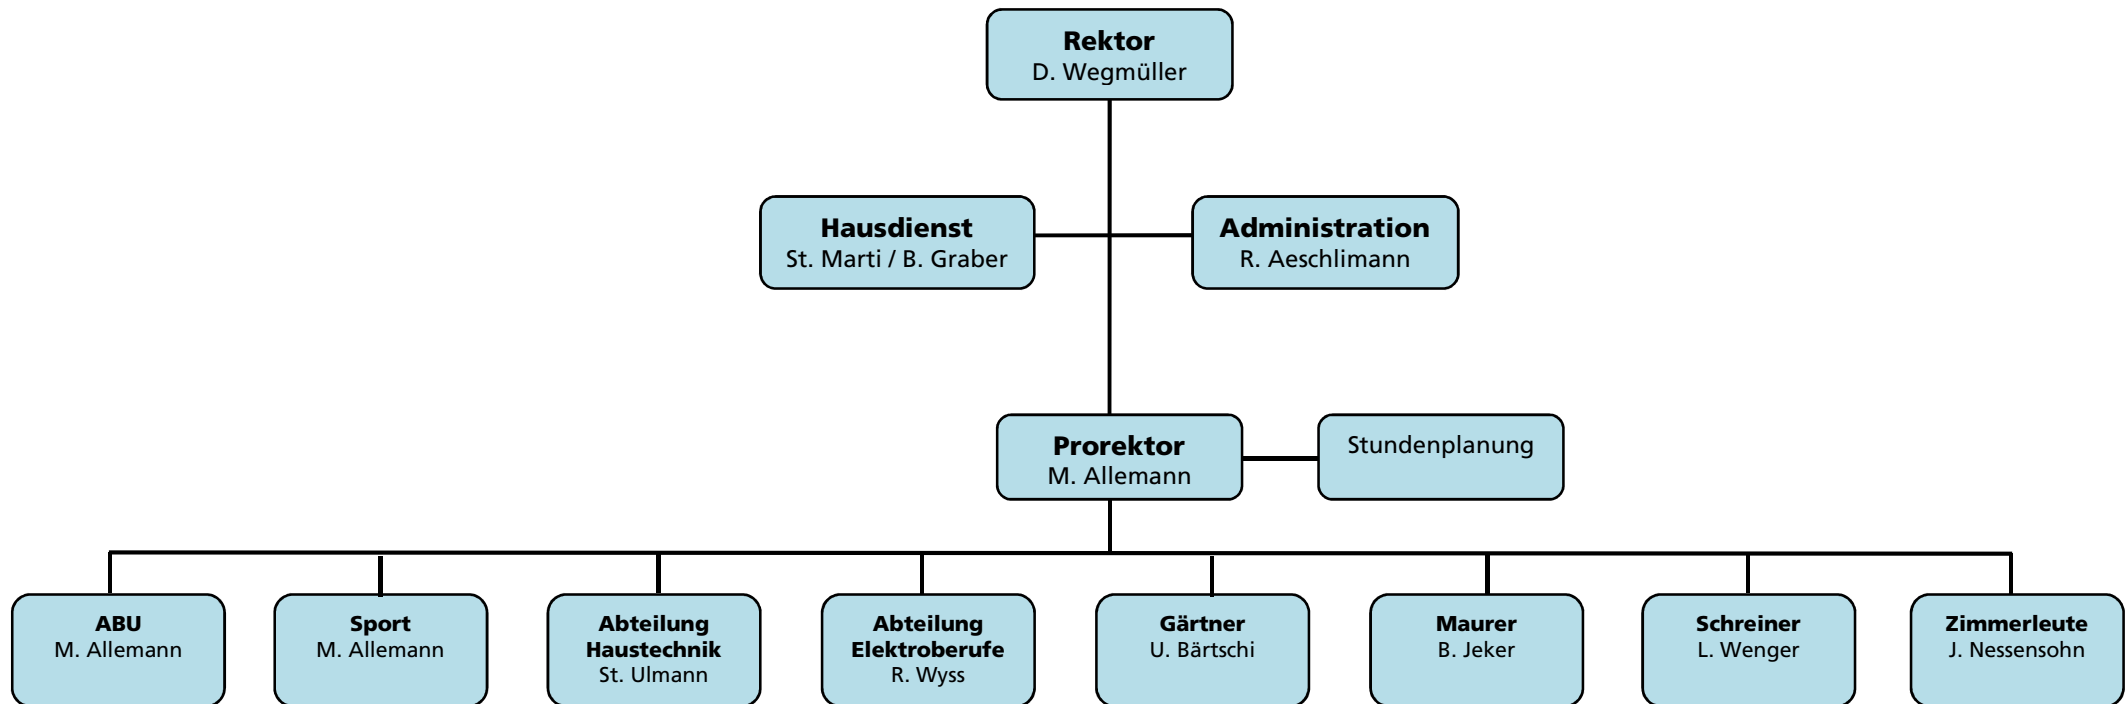 Rektor
D. Wegmüller
Hausdienst
St. Marti / B. Graber
Administration
R. Aeschlimann
Prorektor
M. Allemann
Stundenplanung
ABU
M. Allemann
Sport
M. Allemann
Abteilung
Haustechnik
St. Ulmann
Abteilung
Elektroberufe
R. Wyss
Gärtner
U. Bärtschi
Maurer
B. Jeker
Schreiner
L. Wenger
Zimmerleute
J. Nessensohn